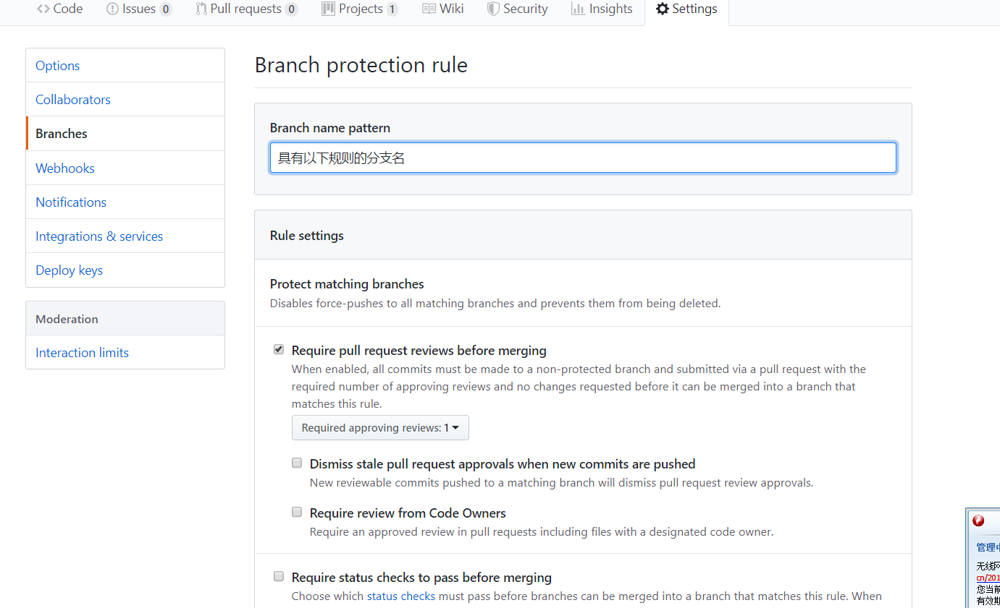 Code Issues 0 Pull requests 0 Projects 1 Wiki Security Insights Settings
Options
Collaborators
Branches
Webhooks
Notifications
Integrations & services
Deploy keys
Moderation
Interaction limits
Branch protection rule
Branch name pattern
具有以下规则的分支名
Rule settings
Protect matching branches
Disables force-pushes to all matching branches and prevents them from being deleted.
Require pull request reviews before merging
When enabled, all commits must be made to a non-protected branch and submitted via a pull request with the
required number of approving reviews and no changes requested before it can be merged into a branch that
matches this rule.
Required approving reviews: 1
Dismiss stale pull request approvals when new commits are pushed
New reviewable commits pushed to a matching branch will dismiss pull request review approvals.
Require review from Code Owners
Require an approved review in pull requests including files with a designated code owner.
Require status checks to pass before merging
Choose which status checks must pass before branches can be merged into a branch that matches this rule. When
管理中
无线网
cn/201
您当前
有效期